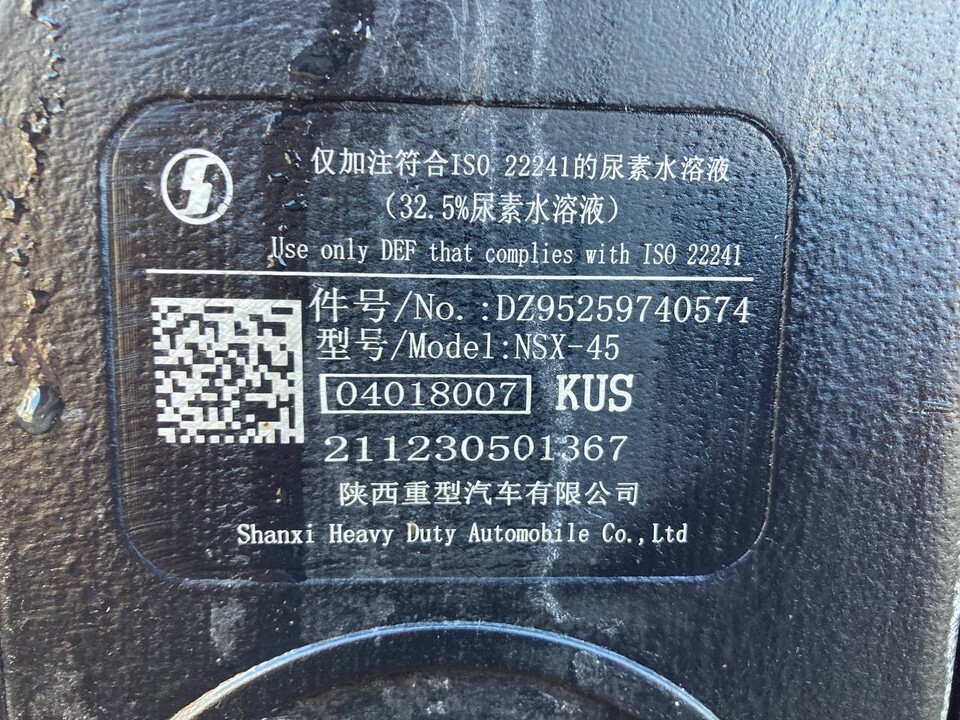 仅加注符合ISO 22241的尿素水溶液
（32.5%尿素水溶液）
Use only DEF that complies with ISO 22241
件号/No.:DZ95259740574
型号/Model:NSX-45
04018007 KUS
211230501367
陕西重型汽车有限公司
Shanxi Heavy Duty Automobile Co.,Ltd